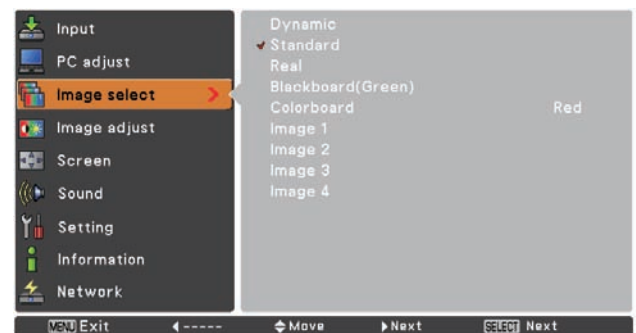 Input
PC adjust
Image select
Image adjust
Screen
Sound
Setting
Information
Network
Dynamic
Standard
Real
Blackboard(Green)
Colorboard Red
Image 1
Image 2
Image 3
Image 4
MENU Exit ----- Move Next SELECT Next